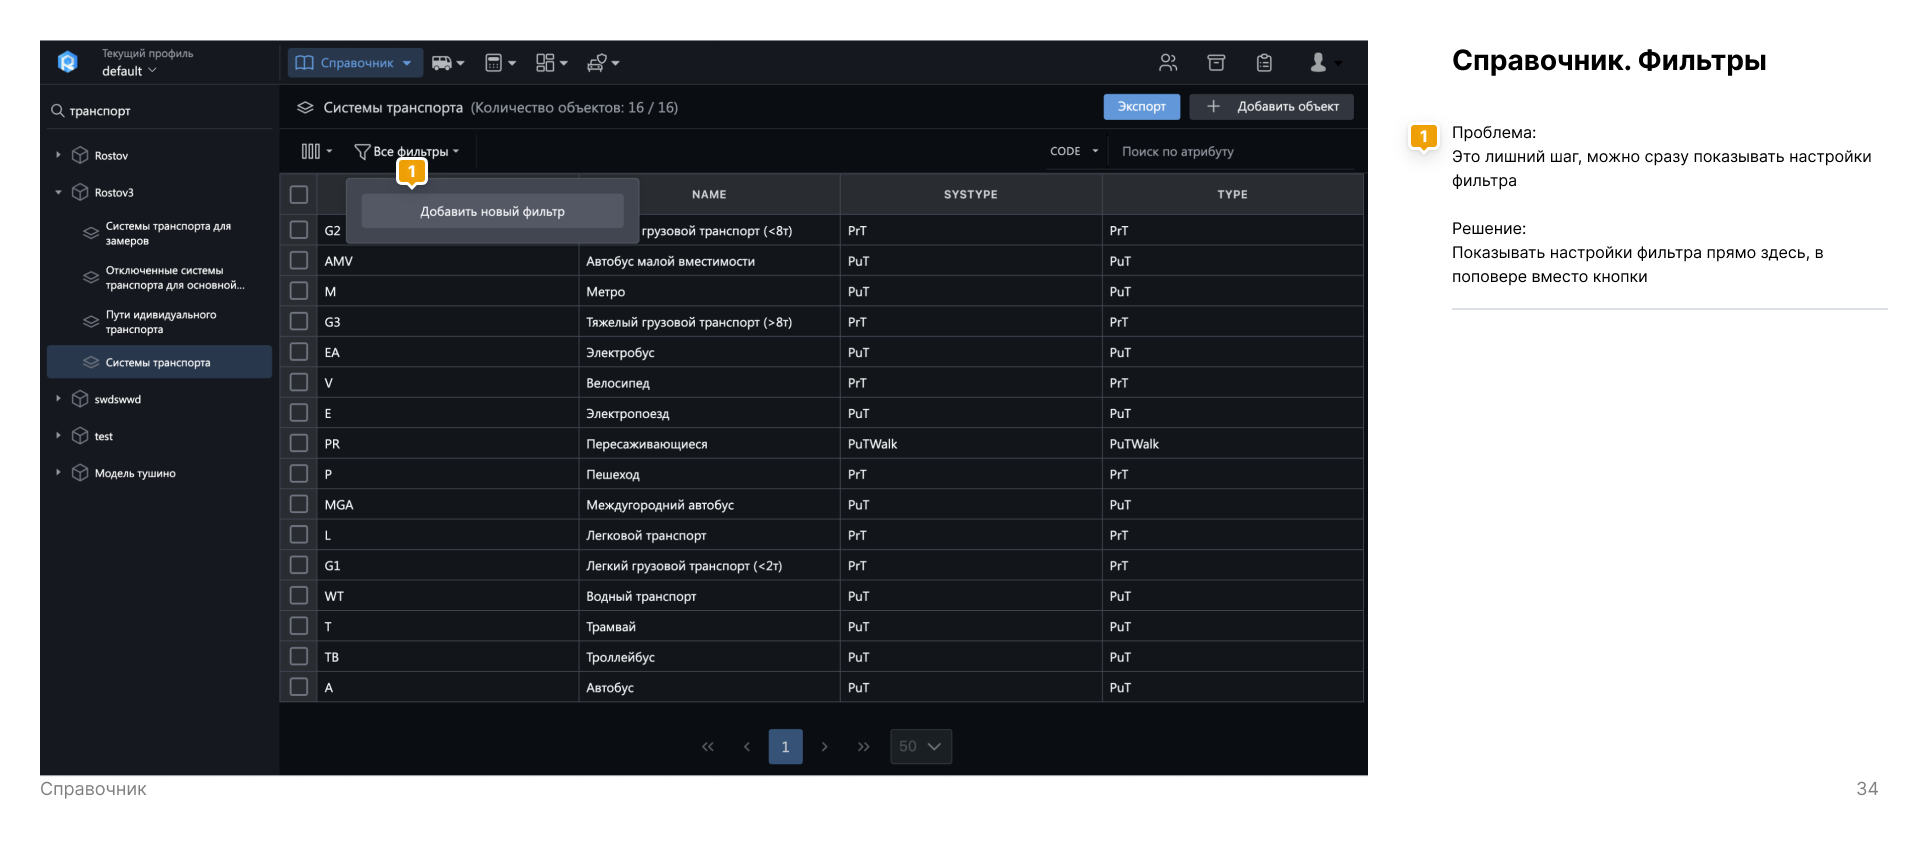 Текущий профиль
default
Справочник
транспорт
Rostov
Rostov3
Системы транспорта для
замеров
Отключенные системы
транспорта для основной...
Пути идивидуального
транспорта
Системы транспорта
swdswwd
test
Модель тушино
Системы транспорта (Количество объектов: 16 / 16)
Экспорт
Добавить объект
Все фильтры
CODE
Поиск по атрибуту
1
Добавить новый фильтр
NAME SYSTYPE TYPE
G2 грузовой транспорт (<8т) PrT PrT
AMV Автобус малой вместимости PuT PuT
M Метро PuT PuT
G3 Тяжелый грузовой транспорт (>8т) PrT PrT
EA Электробус PuT PuT
V Велосипед PrT PrT
E Электропоезд PuT PuT
PR Пересаживающиеся PuTWalk PuTWalk
P Пешеход PrT PrT
MGA Междугородний автобус PuT PuT
L Легковой транспорт PrT PrT
G1 Легкий грузовой транспорт (<2т) PrT PrT
WT Водный транспорт PuT PuT
T Трамвай PuT PuT
TB Троллейбус PuT PuT
A Автобус PuT PuT
1
50
Справочник. Фильтры
1
Проблема:
Это лишний шаг, можно сразу показывать настройки
фильтра
Решение:
Показывать настройки фильтра прямо здесь, в
поповере вместо кнопки
Справочник
34